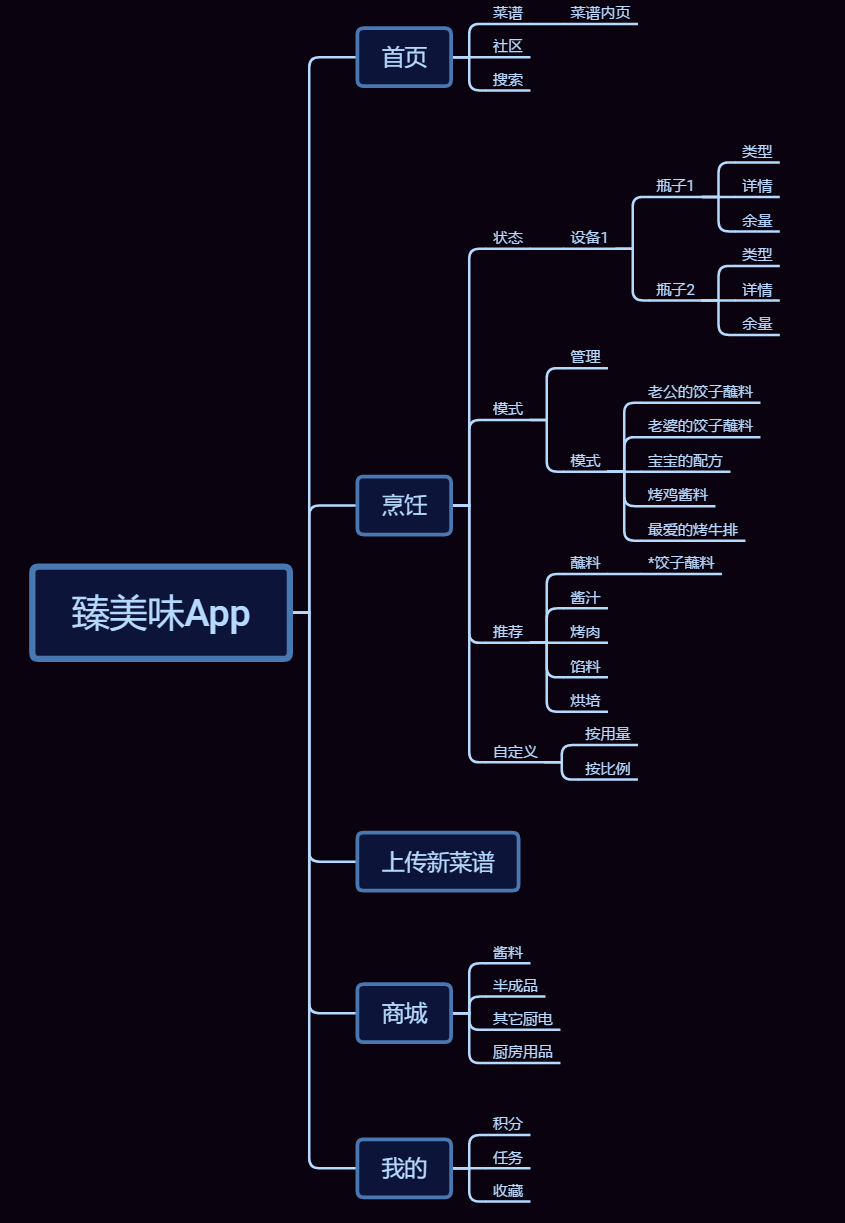 臻美味App
首页
菜谱
菜谱内页
社区
搜索
烹饪
状态
设备1
瓶子1
类型
详情
余量
瓶子2
类型
详情
余量
模式
管理
模式
老公的饺子蘸料
老婆的饺子蘸料
宝宝的配方
烤鸡酱料
最爱的烤牛排
推荐
蘸料
*饺子蘸料
酱汁
烤肉
馅料
烘培
自定义
按用量
按比例
上传新菜谱
商城
酱料
半成品
其它厨电
厨房用品
我的
积分
任务
收藏